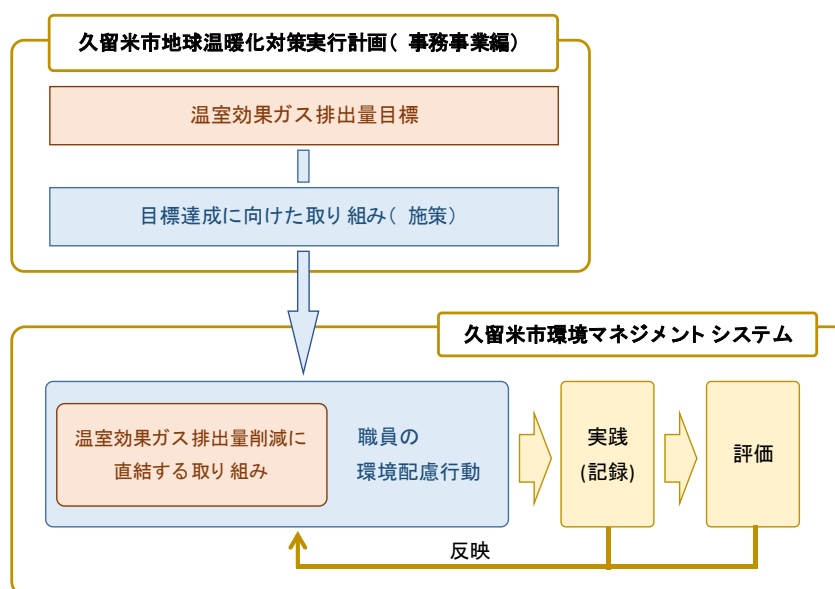 久留米市地球温暖化対策実行計画(事務事業編)
温室効果ガス排出量目標
目標達成に向けた取り組み(施策)
久留米市環境マネジメントシステム
温室効果ガス排出量削減に
直結する取り組み
職員の
環境配慮行動
実践
(記録)
評価
反映